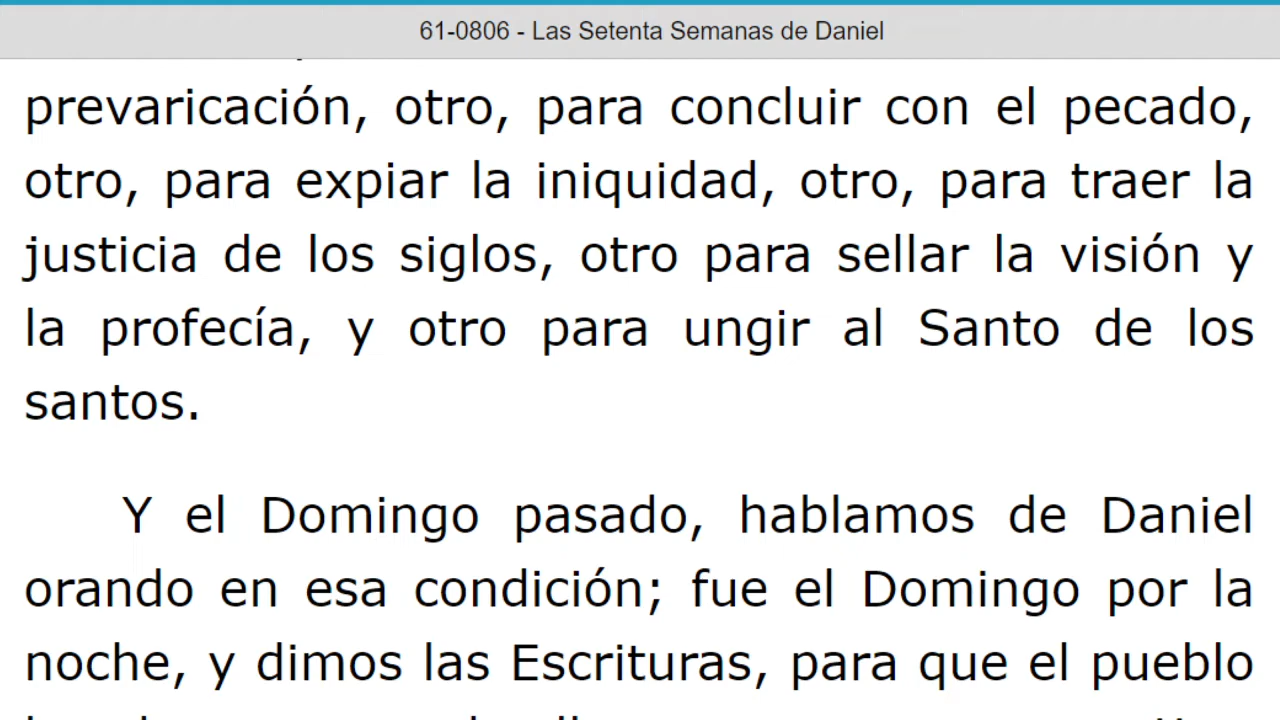 61-0806 - Las Setenta Semanas de Daniel
prevaricación, otro, para concluir con el pecado,
otro, para expiar la iniquidad, otro, para traer la
justicia de los siglos, otro para sellar la visión y
la profecía, y otro para ungir al Santo de los
santos.
Y el Domingo pasado, hablamos de Daniel
orando en esa condición; fue el Domingo por la
noche, y dimos las Escrituras, para que el pueblo